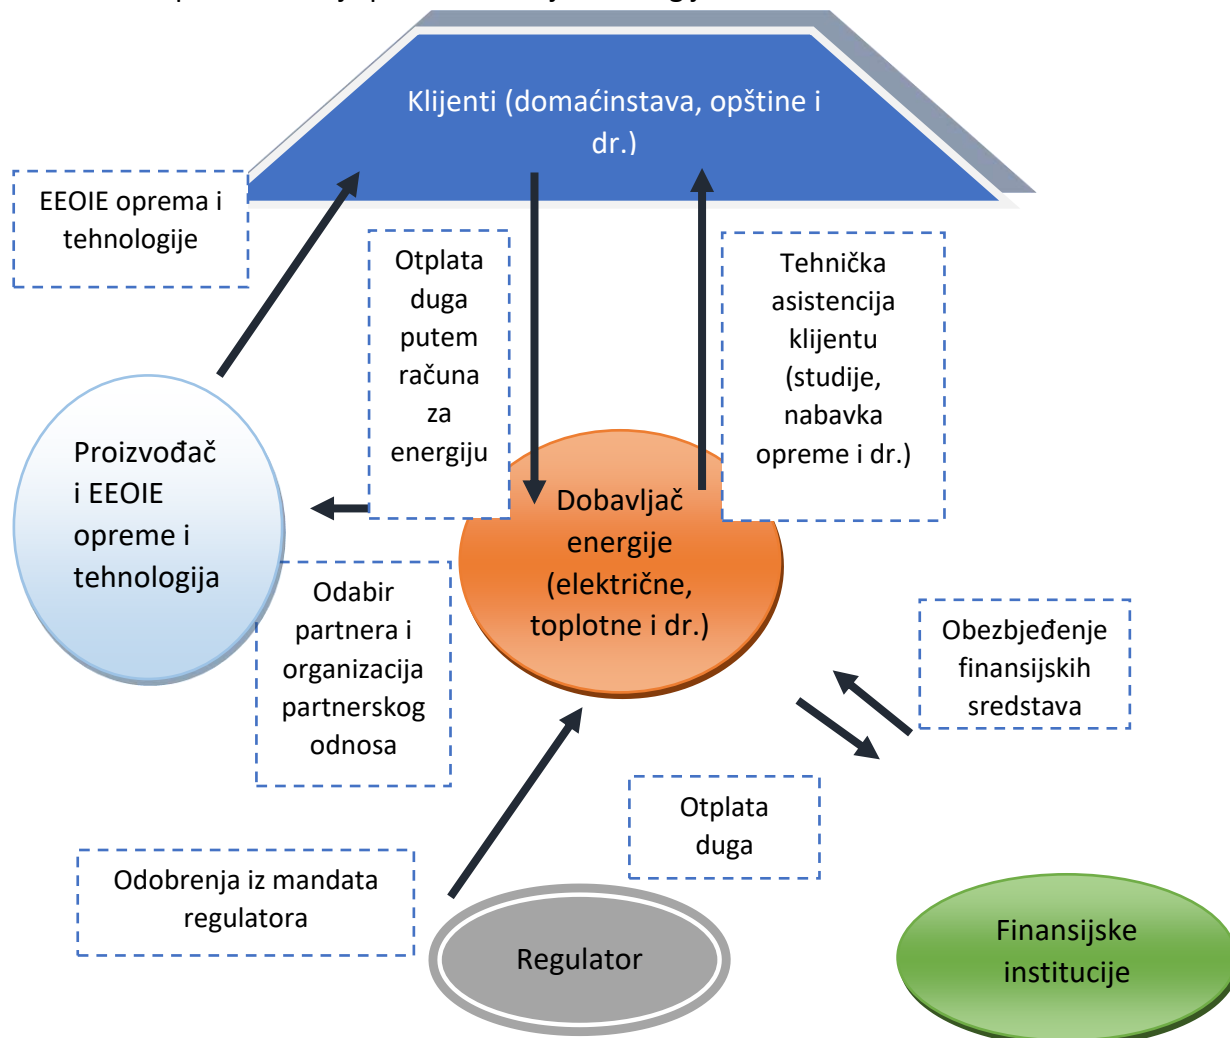 Klijenti (domaćinstava, opštine i
dr.)
EEOIE oprema i
tehnologije
Otplata
duga
putem
računa
za
energiju
Tehnička
asistencija
klijentu
(studije,
nabavka
opreme i dr.)
Proizvođač
i EEOIE
opreme i
tehnologija
Dobavljač
energije
(električne,
toplotne i dr.)
Odabir
partnera i
organizacija
partnerskog
odnosa
Obezbjeđenje
finansijskih
sredstava
Otplata
duga
Odobrenja iz mandata
regulatora
Regulator
Finansijske
institucije